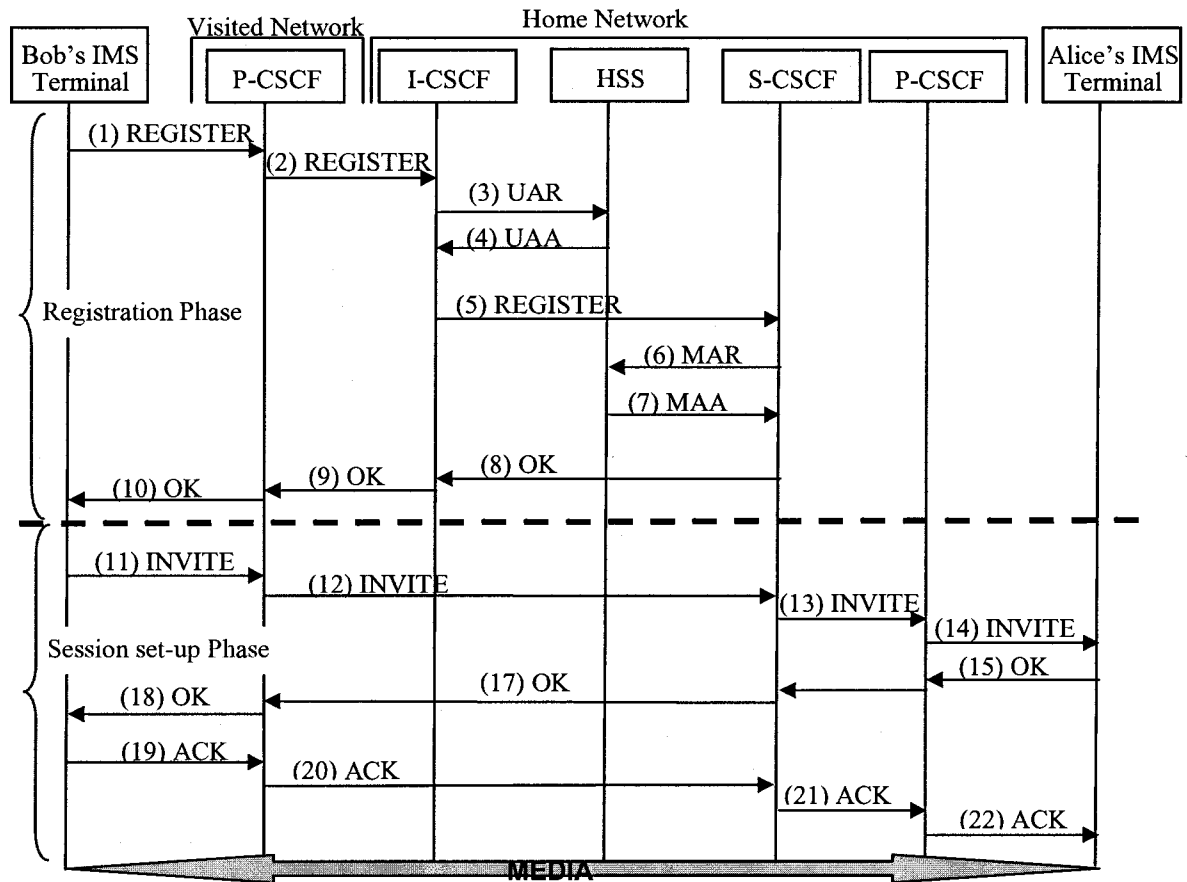 Visited Network
Home Network
Bob's IMS
Terminal
P-CSCF
I-CSCF
HSS
S-CSCF
P-CSCF
Alice's IMS
Terminal
(1) REGISTER
(2) REGISTER
(3) UAR
(4) UAA
Registration Phase
(5) REGISTER
(6) MAR
(7) MAA
(8) OK
(9) OK
(10) OK
(11) INVITE
(12) INVITE
(13) INVITE
(14) INVITE
Session set-up Phase
(15) OK
(17) OK
(18) OK
(19) ACK
(20) ACK
(21) ACK
(22) ACK
MEDIA